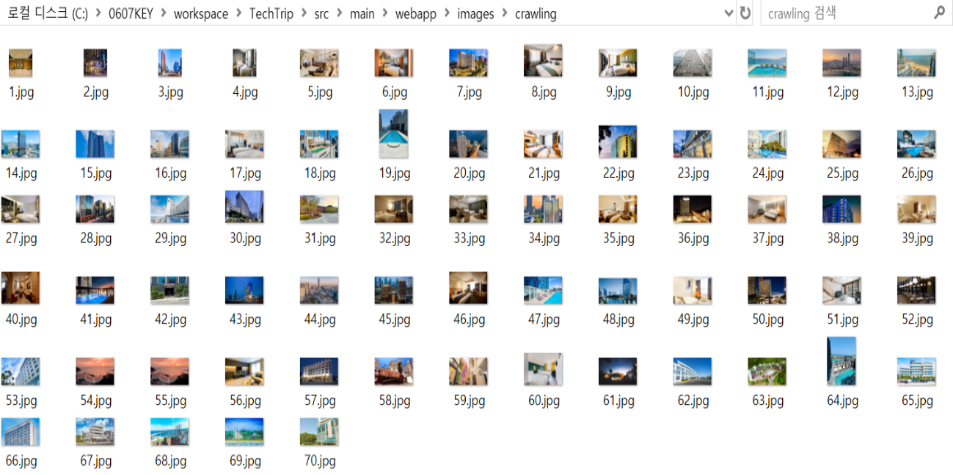 로컬 디스크 (C:) > 0607KEY > workspace > TechTrip > src > main > webapp > images > crawling crawling 검색
1.jpg 2.jpg 3.jpg 4.jpg 5.jpg 6.jpg 7.jpg 8.jpg 9.jpg 10.jpg 11.jpg 12.jpg 13.jpg
14.jpg 15.jpg 16.jpg 17.jpg 18.jpg 19.jpg 20.jpg 21.jpg 22.jpg 23.jpg 24.jpg 25.jpg 26.jpg
27.jpg 28.jpg 29.jpg 30.jpg 31.jpg 32.jpg 33.jpg 34.jpg 35.jpg 36.jpg 37.jpg 38.jpg 39.jpg
40.jpg 41.jpg 42.jpg 43.jpg 44.jpg 45.jpg 46.jpg 47.jpg 48.jpg 49.jpg 50.jpg 51.jpg 52.jpg
53.jpg 54.jpg 55.jpg 56.jpg 57.jpg 58.jpg 59.jpg 60.jpg 61.jpg 62.jpg 63.jpg 64.jpg 65.jpg
66.jpg 67.jpg 68.jpg 69.jpg 70.jpg